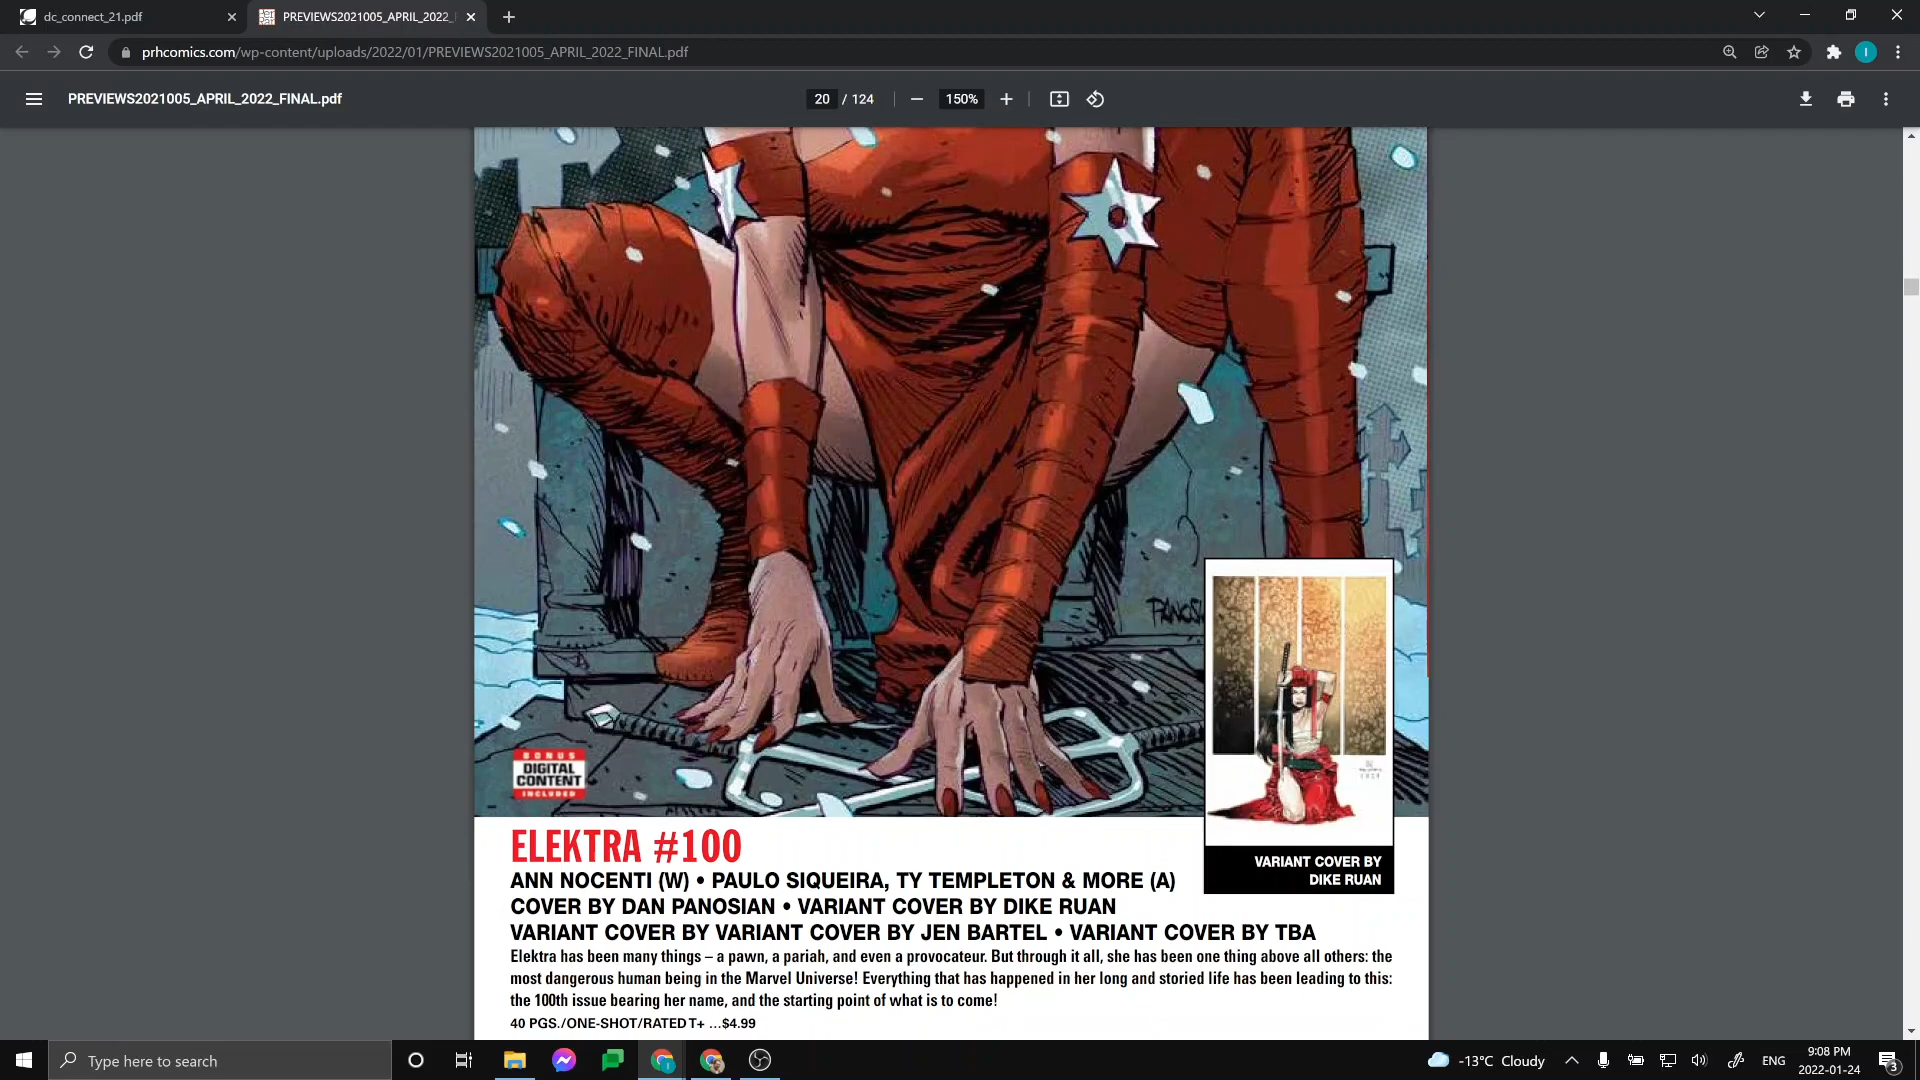 dc_connect_21.pdf
PREVIEWS2021005_APRIL_2022_
prhcomics.com/wp-content/uploads/2022/01/PREVIEWS2021005_APRIL_2022_FINAL.pdf
I
PREVIEWS2021005_APRIL_2022_FINAL.pdf
20 / 124
150%
BONUS
DIGITAL
CONTENT
INCLUDED
VARIANT COVER BY
DIKE RUAN
ELEKTRA #100
ANN NOCENTI (W) • PAULO SIQUEIRA, TY TEMPLETON & MORE (A)
COVER BY DAN PANOSIAN • VARIANT COVER BY DIKE RUAN
VARIANT COVER BY VARIANT COVER BY JEN BARTEL • VARIANT COVER BY TBA
Elektra has been many things – a pawn, a pariah, and even a provocateur. But through it all, she has been one thing above all others: the
most dangerous human being in the Marvel Universe! Everything that has happened in her long and storied life has been leading to this:
the 100th issue bearing her name, and the starting point of what is to come!
40 PGS./ONE-SHOT/RATED T+ ...$4.99
Type here to search
-13°C Cloudy
ENG
9:08 PM
2022-01-24
3